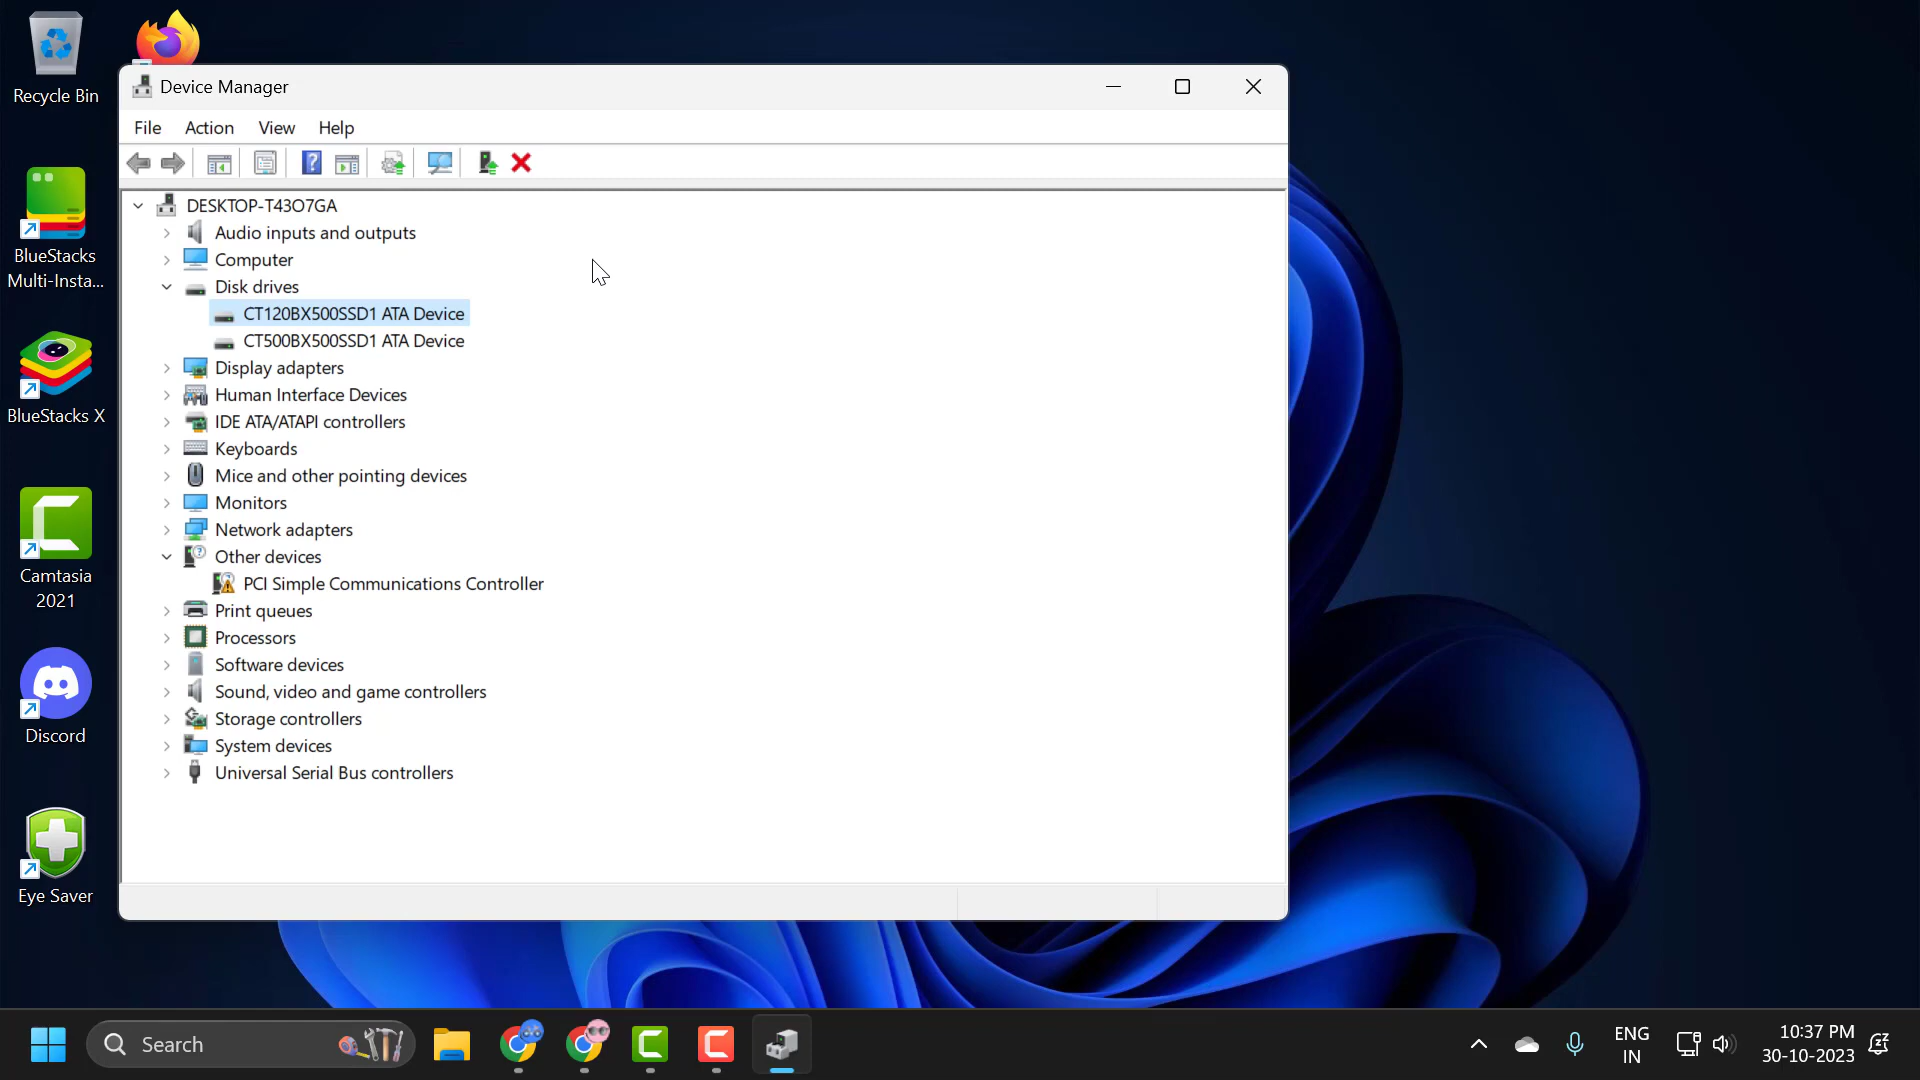 Recycle Bin
BlueStacks
Multi-Insta...
BlueStacks X
Camtasia
2021
Discord
Eye Saver
Device Manager
File Action View Help
DESKTOP-T43O7GA
Audio inputs and outputs
Computer
Disk drives
CT120BX500SSD1 ATA Device
CT500BX500SSD1 ATA Device
Display adapters
Human Interface Devices
IDE ATA/ATAPI controllers
Keyboards
Mice and other pointing devices
Monitors
Network adapters
Other devices
PCI Simple Communications Controller
Print queues
Processors
Software devices
Sound, video and game controllers
Storage controllers
System devices
Universal Serial Bus controllers
Search
ENG
IN
10:37 PM
30-10-2023